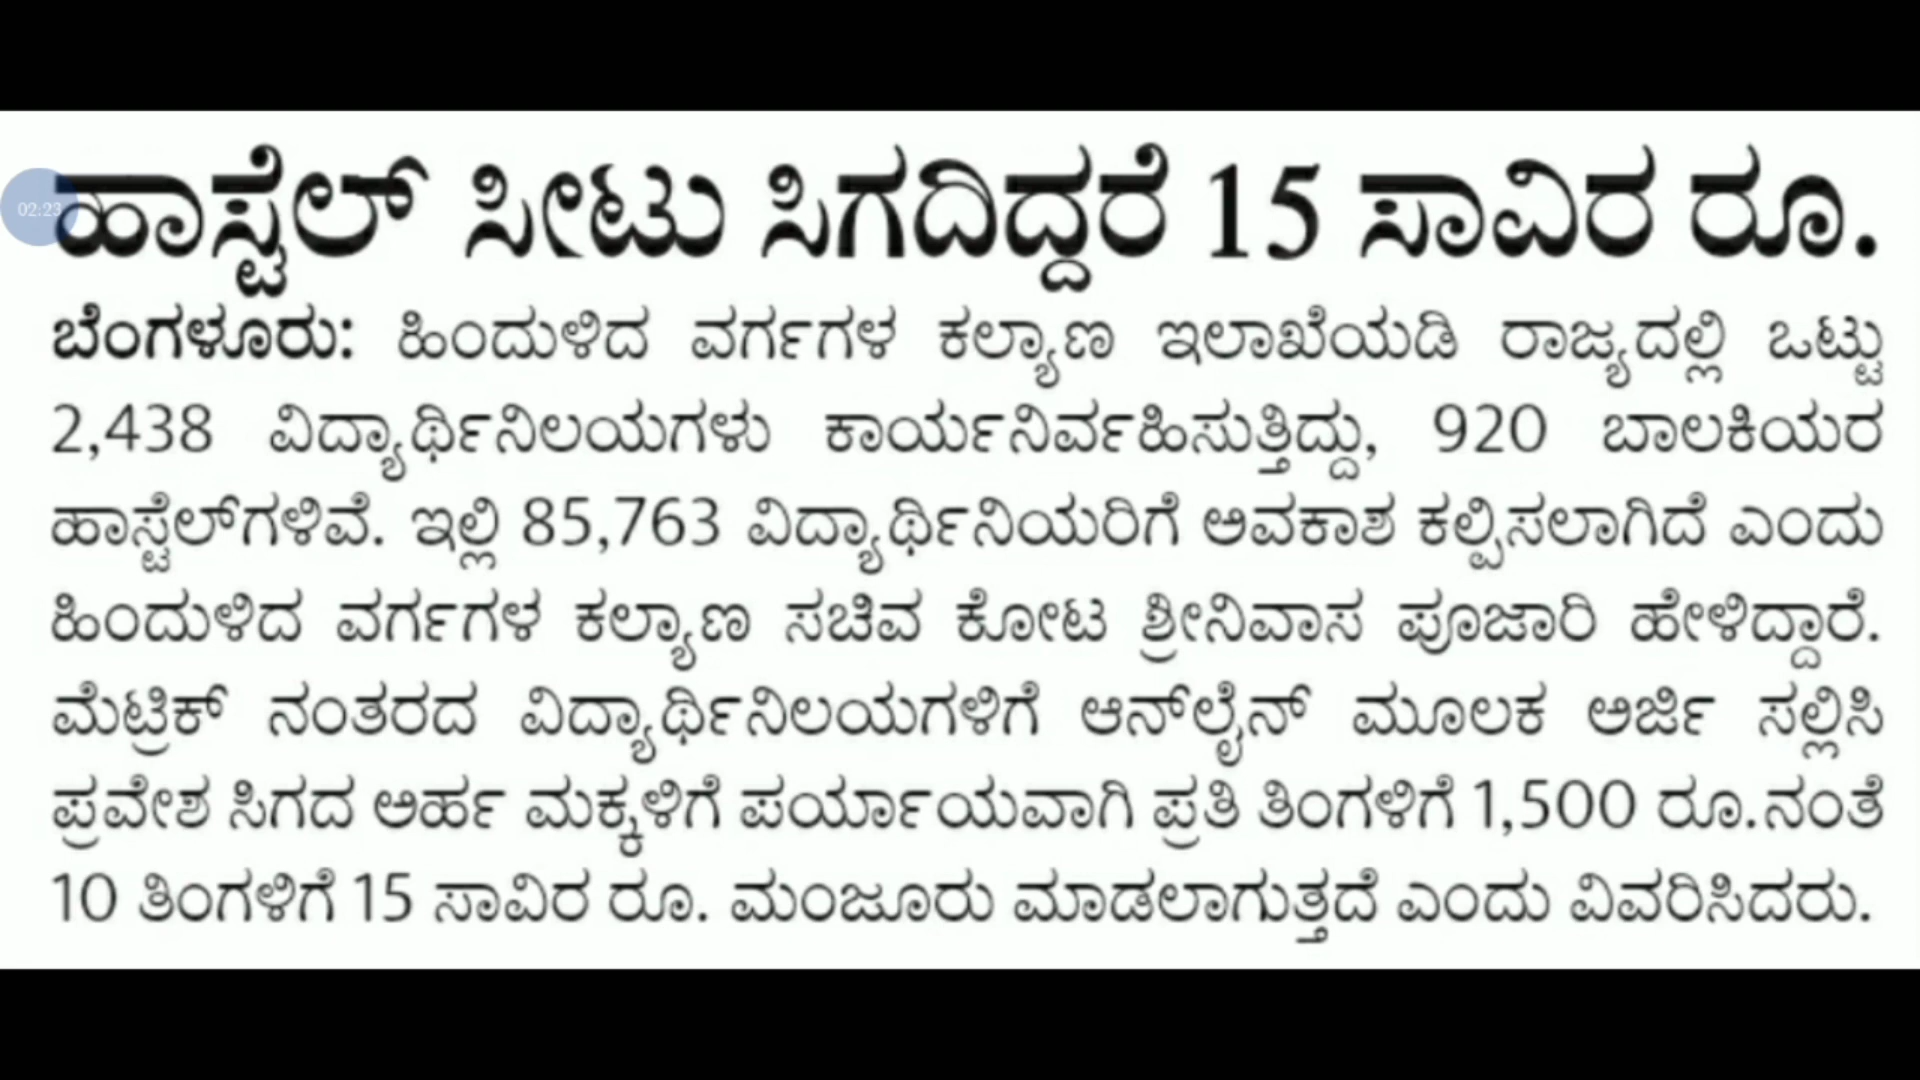 ಹಾಸ್ಟೆಲ್ ಸೀಟು ಸಿಗದಿದ್ದರೆ 15 ಸಾವಿರ ರೂ.
02:23
ಬೆಂಗಳೂರು: ಹಿಂದುಳಿದ ವರ್ಗಗಳ ಕಲ್ಯಾಣ ಇಲಾಖೆಯಡಿ ರಾಜ್ಯದಲ್ಲಿ ಒಟ್ಟು
2,438 ವಿದ್ಯಾರ್ಥಿನಿಲಯಗಳು ಕಾರ್ಯನಿರ್ವಹಿಸುತ್ತಿದ್ದು, 920 ಬಾಲಕಿಯರ
ಹಾಸ್ಟೆಲ್‌ಗಳಿವೆ. ಇಲ್ಲಿ 85,763 ವಿದ್ಯಾರ್ಥಿನಿಯರಿಗೆ ಅವಕಾಶ ಕಲ್ಪಿಸಲಾಗಿದೆ ಎಂದು
ಹಿಂದುಳಿದ ವರ್ಗಗಳ ಕಲ್ಯಾಣ ಸಚಿವ ಕೋಟ ಶ್ರೀನಿವಾಸ ಪೂಜಾರಿ ಹೇಳಿದ್ದಾರೆ.
ಮೆಟ್ರಿಕ್ ನಂತರದ ವಿದ್ಯಾರ್ಥಿನಿಲಯಗಳಿಗೆ ಆನ್‌ಲೈನ್ ಮೂಲಕ ಅರ್ಜಿ ಸಲ್ಲಿಸಿ
ಪ್ರವೇಶ ಸಿಗದ ಅರ್ಹ ಮಕ್ಕಳಿಗೆ ಪರ್ಯಾಯವಾಗಿ ಪ್ರತಿ ತಿಂಗಳಿಗೆ 1,500 ರೂ.ನಂತೆ
10 ತಿಂಗಳಿಗೆ 15 ಸಾವಿರ ರೂ. ಮಂಜೂರು ಮಾಡಲಾಗುತ್ತದೆ ಎಂದು ವಿವರಿಸಿದರು.